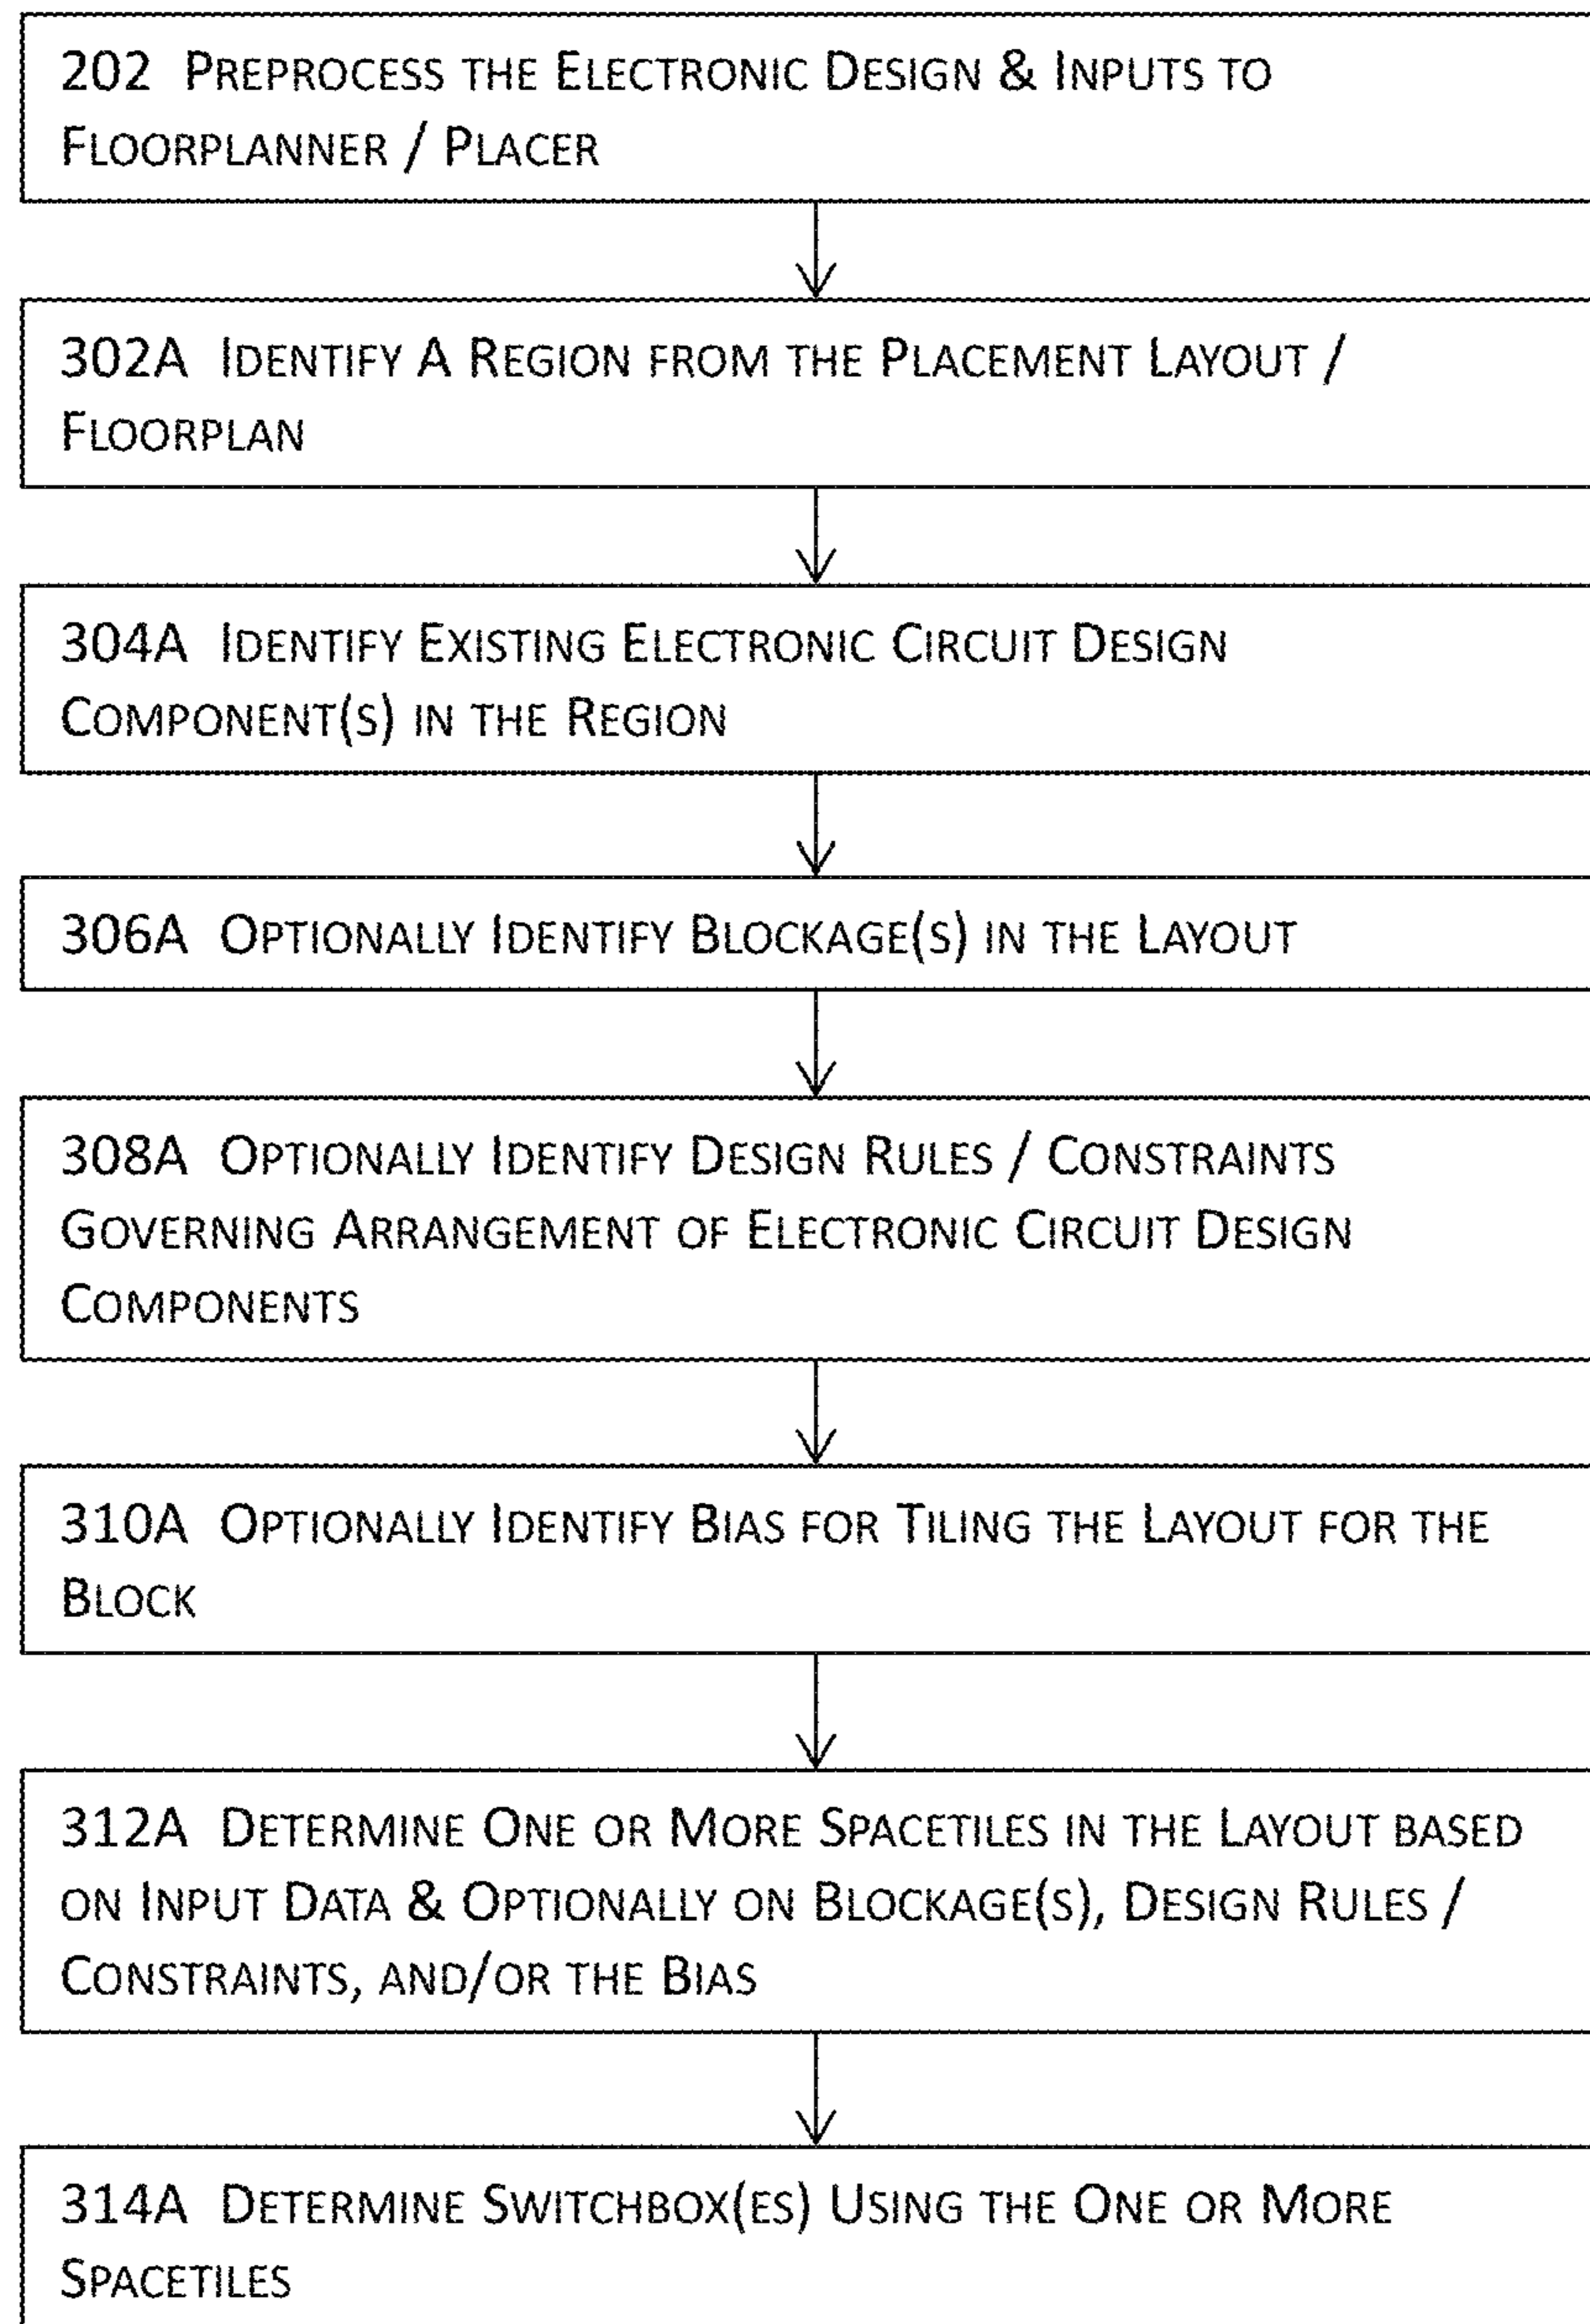 202 Preprocess the Electronic Design & Inputs to
Floorplanner / Placer
302A Identify A Region from the Placement Layout /
Floorplan
304A Identify Existing Electronic Circuit Design
Component(s) in the Region
306A Optionally Identify Blockage(s) in the Layout
308A Optionally Identify Design Rules / Constraints
Governing Arrangement of Electronic Circuit Design
Components
310A Optionally Identify Bias for Tiling the Layout for the
Block
312A Determine One or More Spacetiles in the Layout based
on Input Data & Optionally on Blockage(s), Design Rules /
Constraints, and/or the Bias
314A Determine Switchbox(es) Using the One or More
Spacetiles